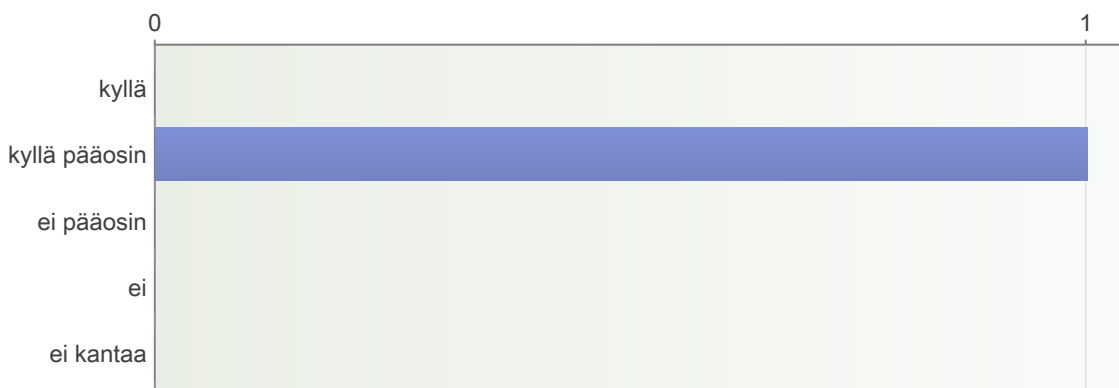 0 1
kyllä
kyllä pääosin
ei pääosin
ei
ei kantaa